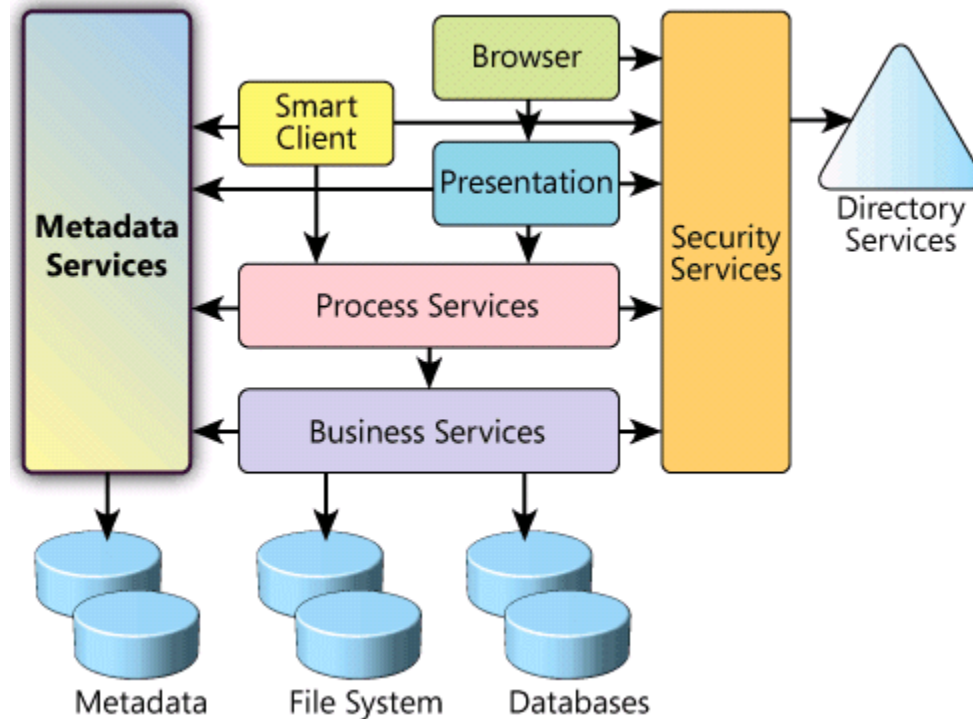 Browser
Smart
Client
Presentation
Metadata
Services
Security
Services
Directory
Services
Process Services
Business Services
Metadata
File System
Databases